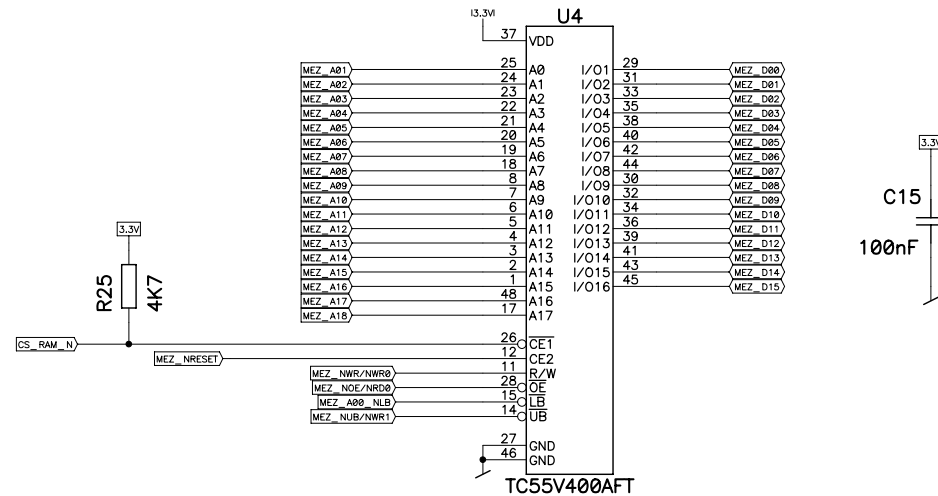 I3.3VI
U4
37 VDD
MEZ_A01 25 A0 I/O1 29 MEZ_D00
MEZ_A02 24 A1 I/O2 31 MEZ_D01
MEZ_A03 23 A2 I/O3 33 MEZ_D02
MEZ_A04 22 A3 I/O4 35 MEZ_D03
MEZ_A05 21 A4 I/O5 38 MEZ_D04
MEZ_A06 20 A5 I/O6 40 MEZ_D05
MEZ_A07 19 A6 I/O7 42 MEZ_D06
MEZ_A08 18 A7 I/O8 44 MEZ_D07
MEZ_A09 8 A8 I/O9 30 MEZ_D08
MEZ_A10 7 A9 I/O10 32 MEZ_D09
MEZ_A11 6 A10 I/O11 34 MEZ_D10
MEZ_A12 5 A11 I/O12 36 MEZ_D11
MEZ_A13 4 A12 I/O13 39 MEZ_D12
MEZ_A14 3 A13 I/O14 41 MEZ_D13
MEZ_A15 2 A14 I/O15 43 MEZ_D14
MEZ_A16 1 A15 I/O16 45 MEZ_D15
MEZ_A17 48 A16
MEZ_A18 17 A17
3.3V
R25
4K7
CS_RAM_N 26 CE1
MEZ_NRESET 12 CE2
MEZ_NWR/NWR0 11 R/W
MEZ_NOE/NRD0 28 OE
MEZ_A00_NLB 15 LB
MEZ_NUB/NWR1 14 UB
27 GND
46 GND
TC55V400AFT
3.3V
C15
100nF